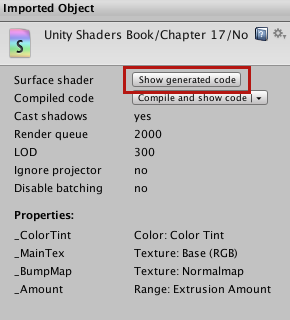 Imported Object
S
Unity Shaders Book/Chapter 17/No
Surface shader Show generated code
Compiled code Compile and show code
Cast shadows yes
Render queue 2000
LOD 300
Ignore projector no
Disable batching no
Properties:
_ColorTint Color: Color Tint
_MainTex Texture: Base (RGB)
_BumpMap Texture: Normalmap
_Amount Range: Extrusion Amount